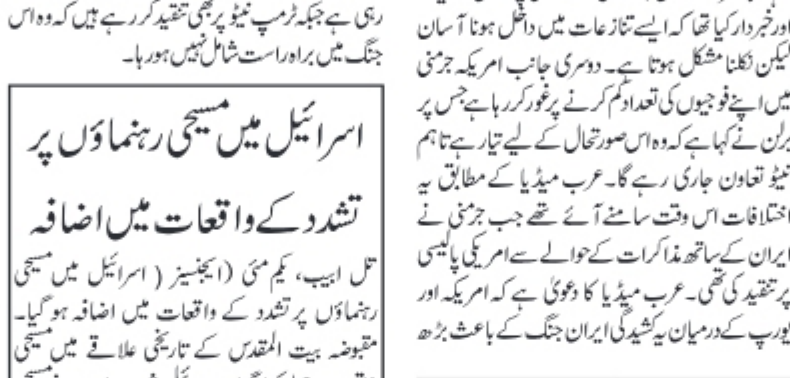 اور خبردار کیا تھا کہ ایسے تنازعات میں داخل ہونا آسان
لیکن نکلنا مشکل ہوتا ہے۔ دوسری جانب امریکہ جرمنی
میں اپنے فوجیوں کی تعداد کم کرنے پر غور کر رہا ہے جس پر
برلن نے کہا ہے کہ وہ اس صورتحال کے لیے تیار ہے تاہم
نیٹو تعاون جاری رہے گا۔ عرب میڈیا کے مطابق یہ
اختلافات اس وقت سامنے آئے تھے جب جرمنی نے
ایران کے ساتھ مذاکرات کے حوالے سے امریکی پالیسی
پر تنقید کی تھی۔ عرب میڈیا کا دعویٰ ہے کہ امریکہ اور
یورپ کے درمیان یہ کشیدگی ایران جنگ کے باعث بڑھ
رہی ہے جبکہ ٹرمپ نیٹو پر بھی تنقید کر رہے ہیں کہ وہ اس
جنگ میں براہ راست شامل نہیں ہو رہا۔
اسرائیل میں مسیحی رہنماؤں پر
تشدد کے واقعات میں اضافہ
تل ابیب، یکم مئی (ایجنسیز ( اسرائیل میں مسیحی
رہنماؤں پر تشدد کے واقعات میں اضافہ ہو گیا۔
مقبوضہ بیت المقدس کے تاریخی علاقے میں مسیحی